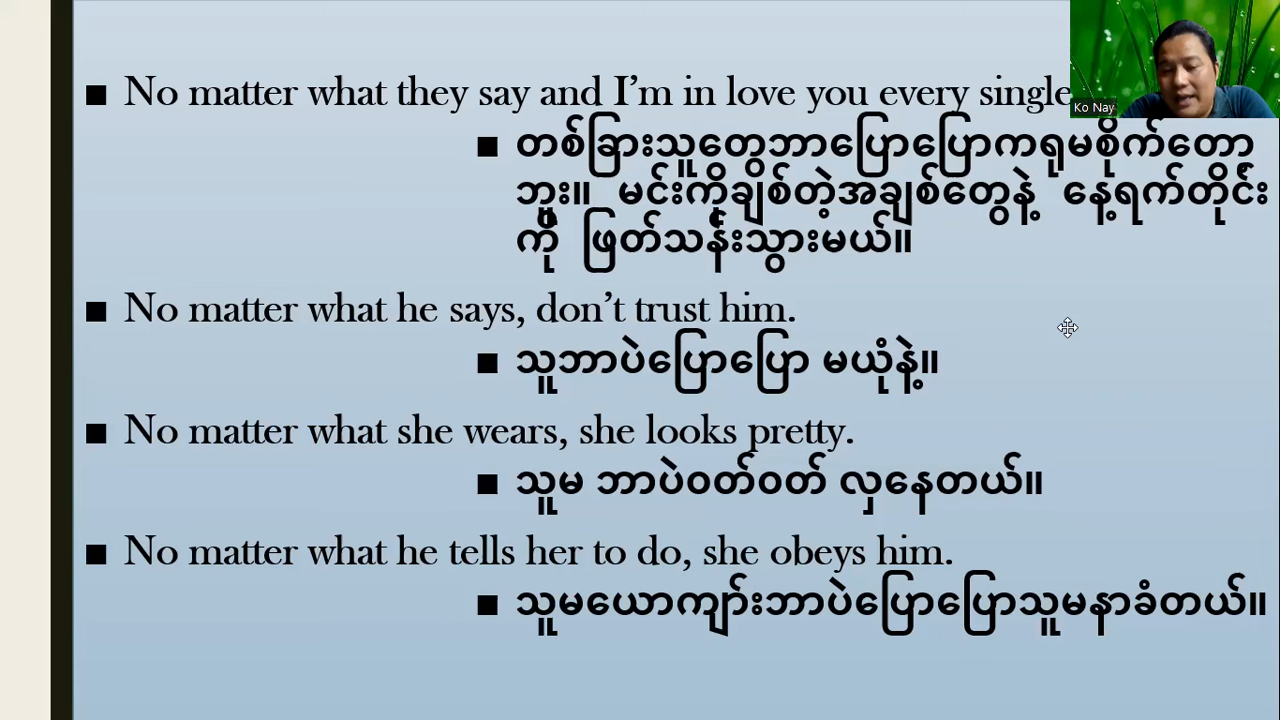 No matter what they say and I’m in love you every single
Ko Nay
တစ်ခြားသူတွေဘာပြောပြောကရုမစိုက်တော့
ဘူး။ မင်းကိုချစ်တဲ့အချစ်တွေနဲ့ နေ့ရက်တိုင်း
ကို ဖြတ်သန်းသွားမယ်။
No matter what he says, don’t trust him.
သူဘာပဲပြောပြော မယုံနဲ့။
No matter what she wears, she looks pretty.
သူမ ဘာပဲဝတ်ဝတ် လှနေတယ်။
No matter what he tells her to do, she obeys him.
သူမယောကျာ်းဘာပဲပြောပြောသူမနာခံတယ်။